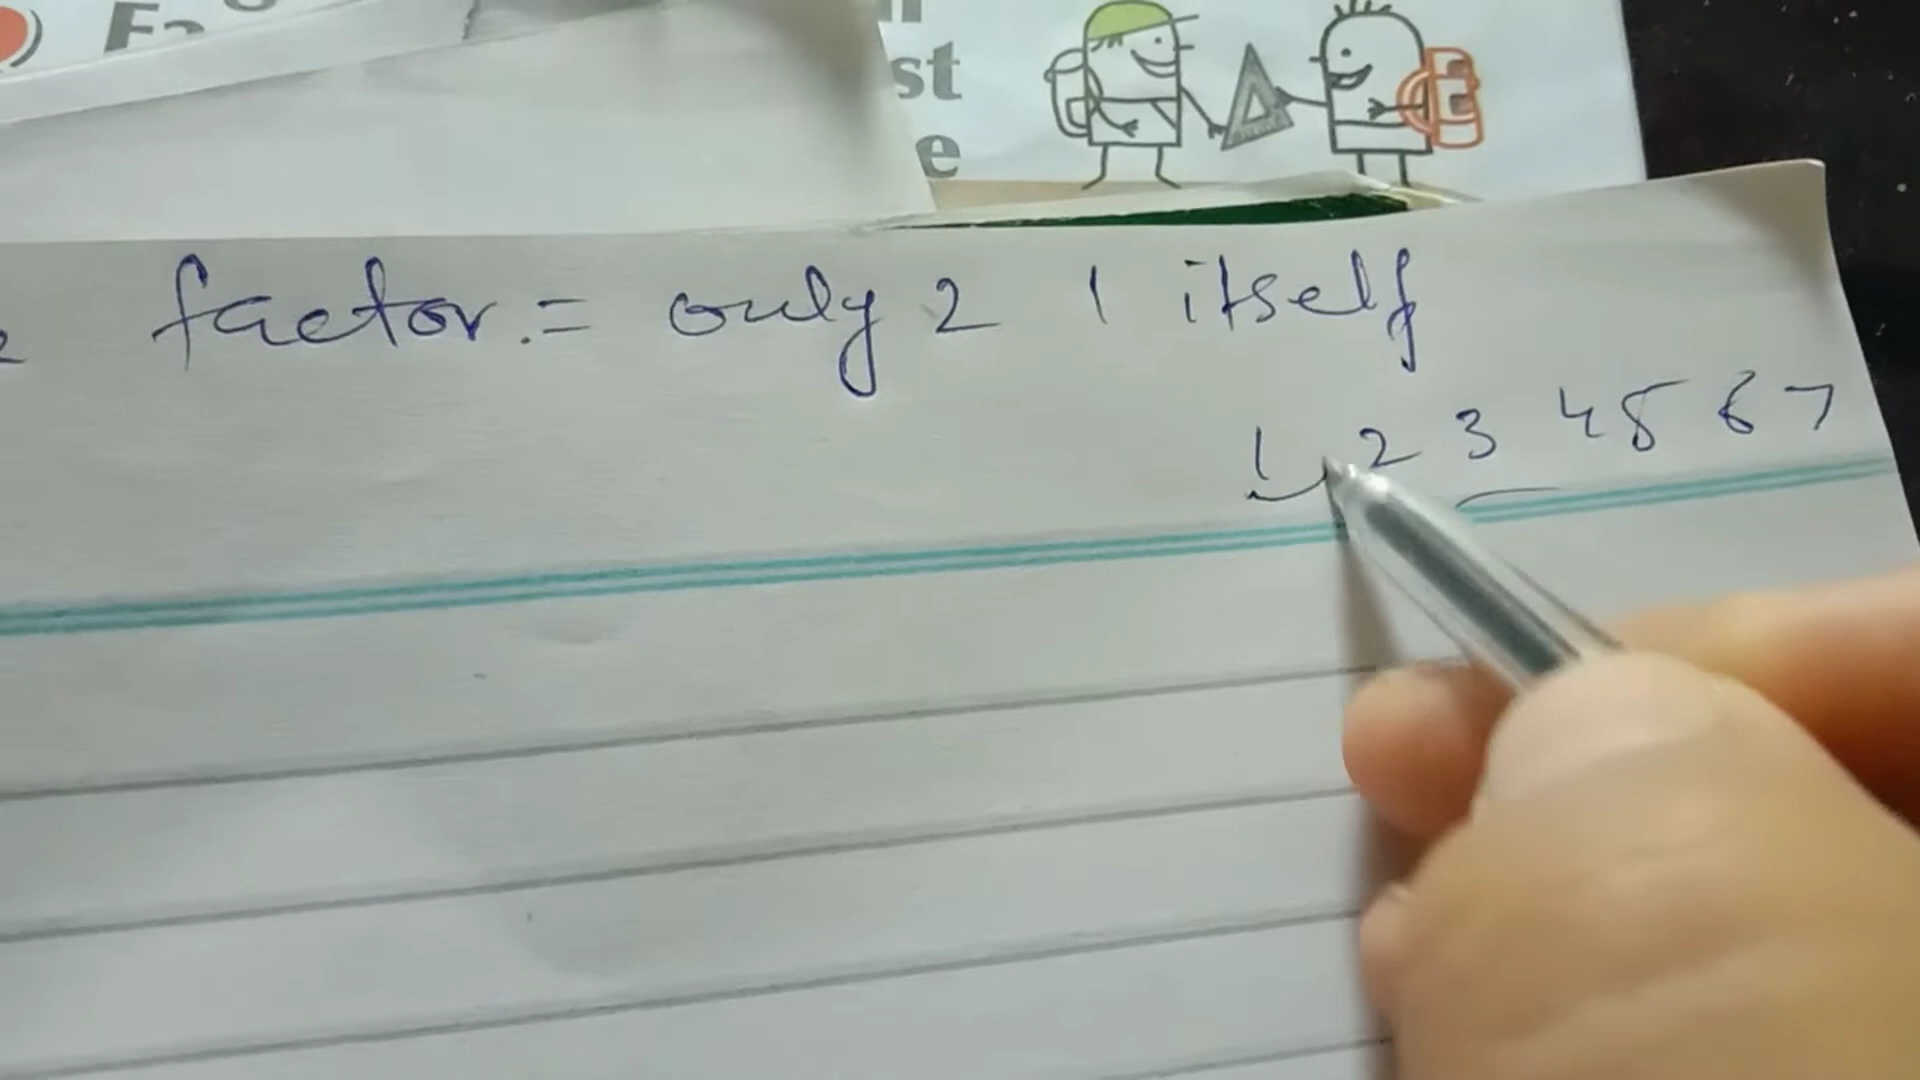 st
e
factor. = only 2 1 itself
1 2 3 4 5 6 7